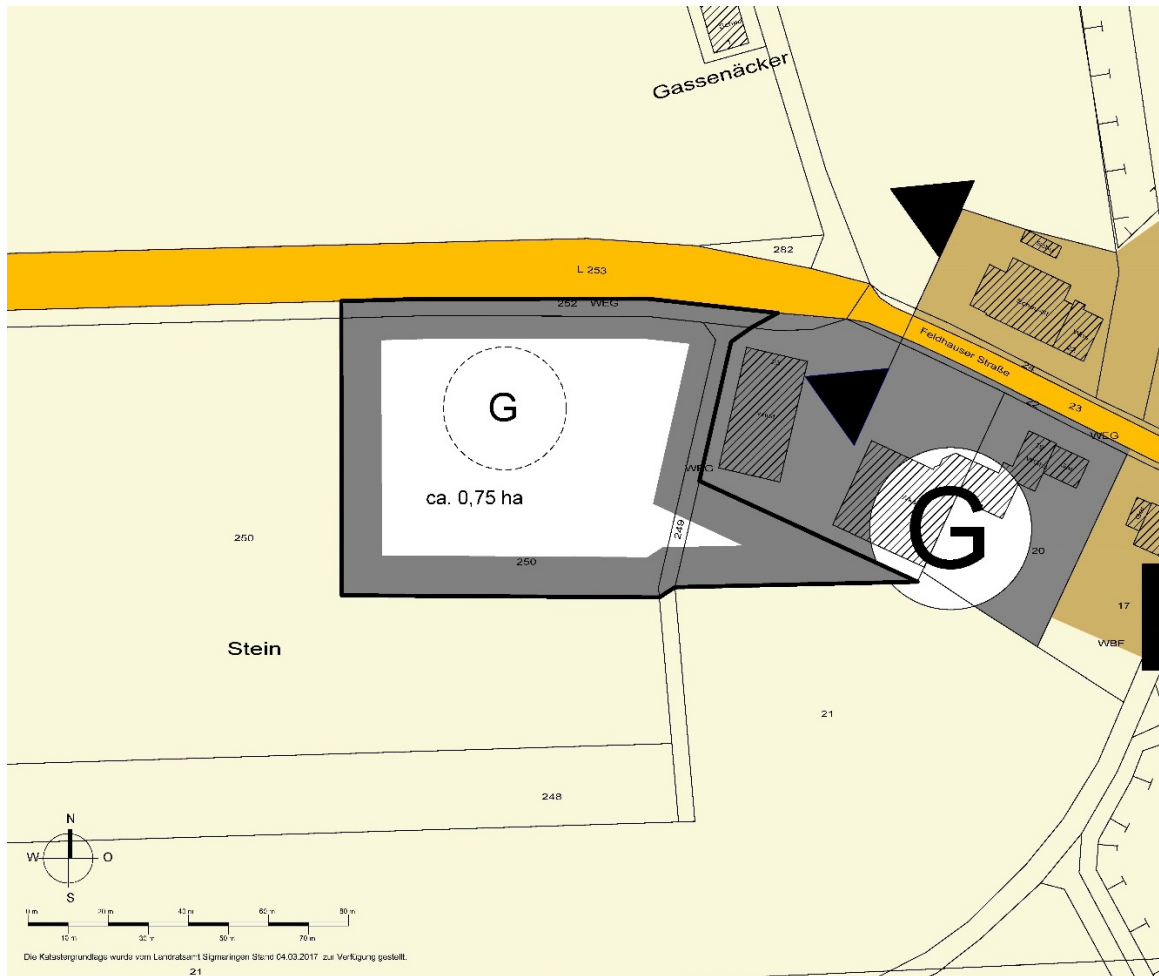 Gassenäcker
282
L 253
252 WEG
Feldhauser Straße
24
23
22
WEG
23
G
WEG
ca. 0,75 ha
249
G
250
250
20
17
WBF
Stein
21
248
N
W O
S
0 m 20 m 40 m 60 m 80 m
10 m 30 m 50 m 70 m
Die Katastergrundlage wurde vom Landratsamt Sigmaringen Stand 04.03.2017 zur Verfügung gestellt.
21